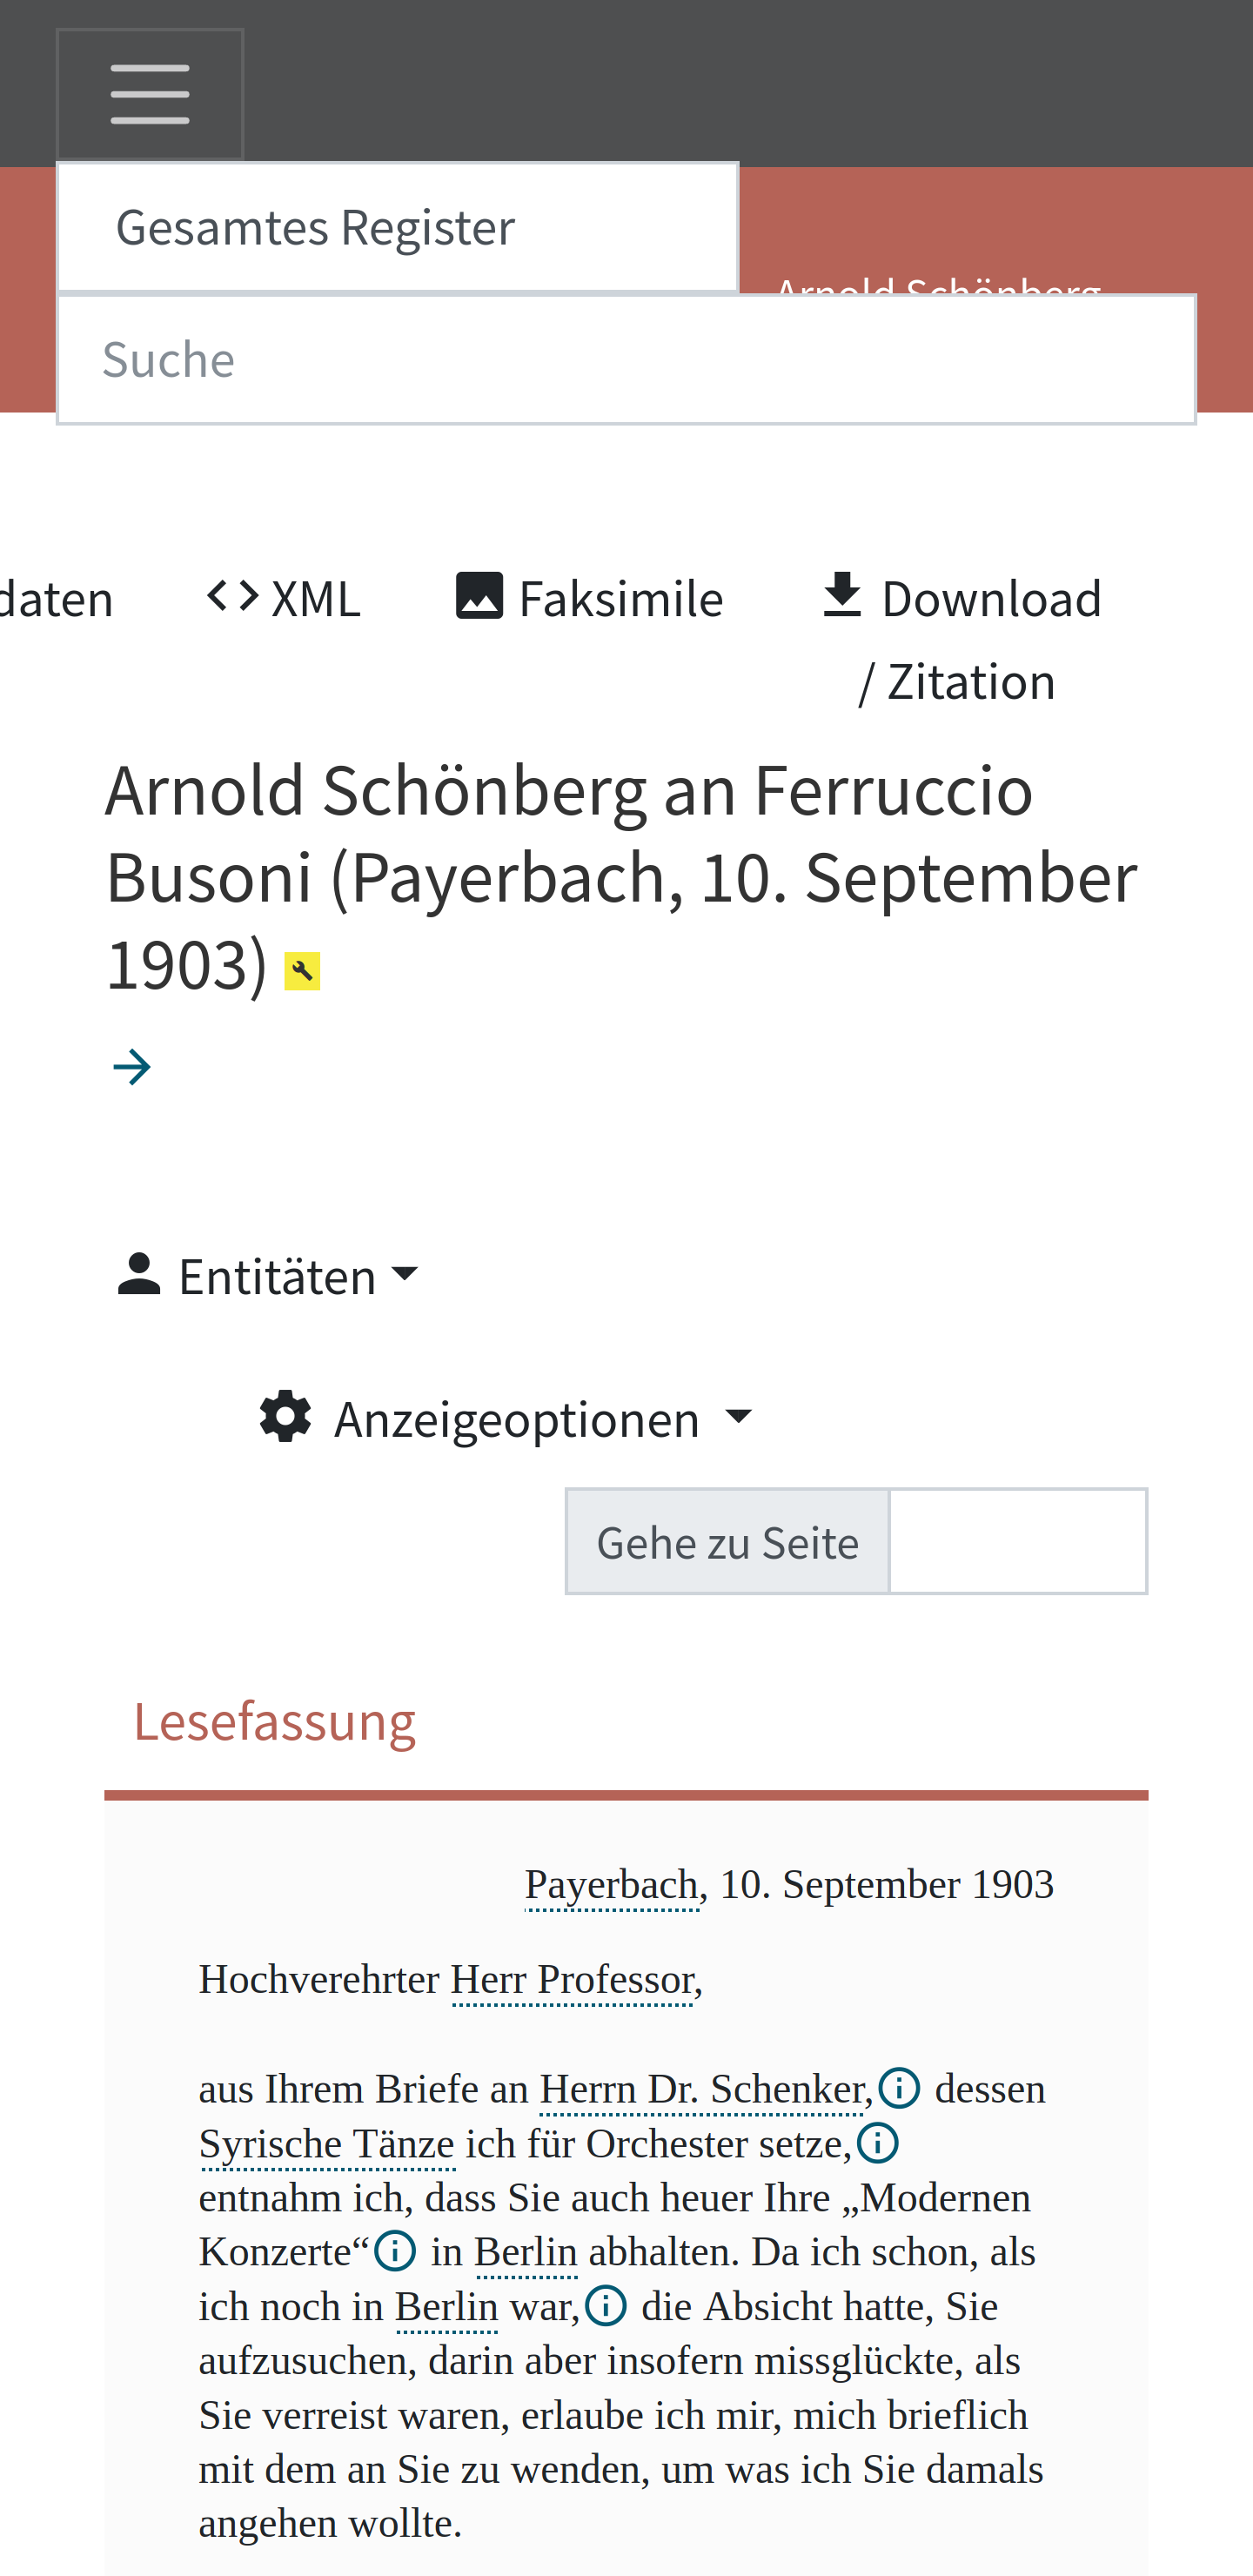 Gesamtes Register
Arnold Schönberg
Suche
daten
XML
Faksimile
Download
/ Zitation
Arnold Schönberg an Ferruccio
Busoni (Payerbach, 10. September
1903)
Entitäten
Anzeigeoptionen
Gehe zu Seite
Lesefassung
Payerbach, 10. September 1903
Hochverehrter Herr Professor,
aus Ihrem Briefe an Herrn Dr. Schenker, dessen
Syrische Tänze ich für Orchester setze,
entnahm ich, dass Sie auch heuer Ihre „Modernen
Konzerte“ in Berlin abhalten. Da ich schon, als
ich noch in Berlin war, die Absicht hatte, Sie
aufzusuchen, darin aber insofern missglückte, als
Sie verreist waren, erlaube ich mir, mich brieflich
mit dem an Sie zu wenden, um was ich Sie damals
angehen wollte.